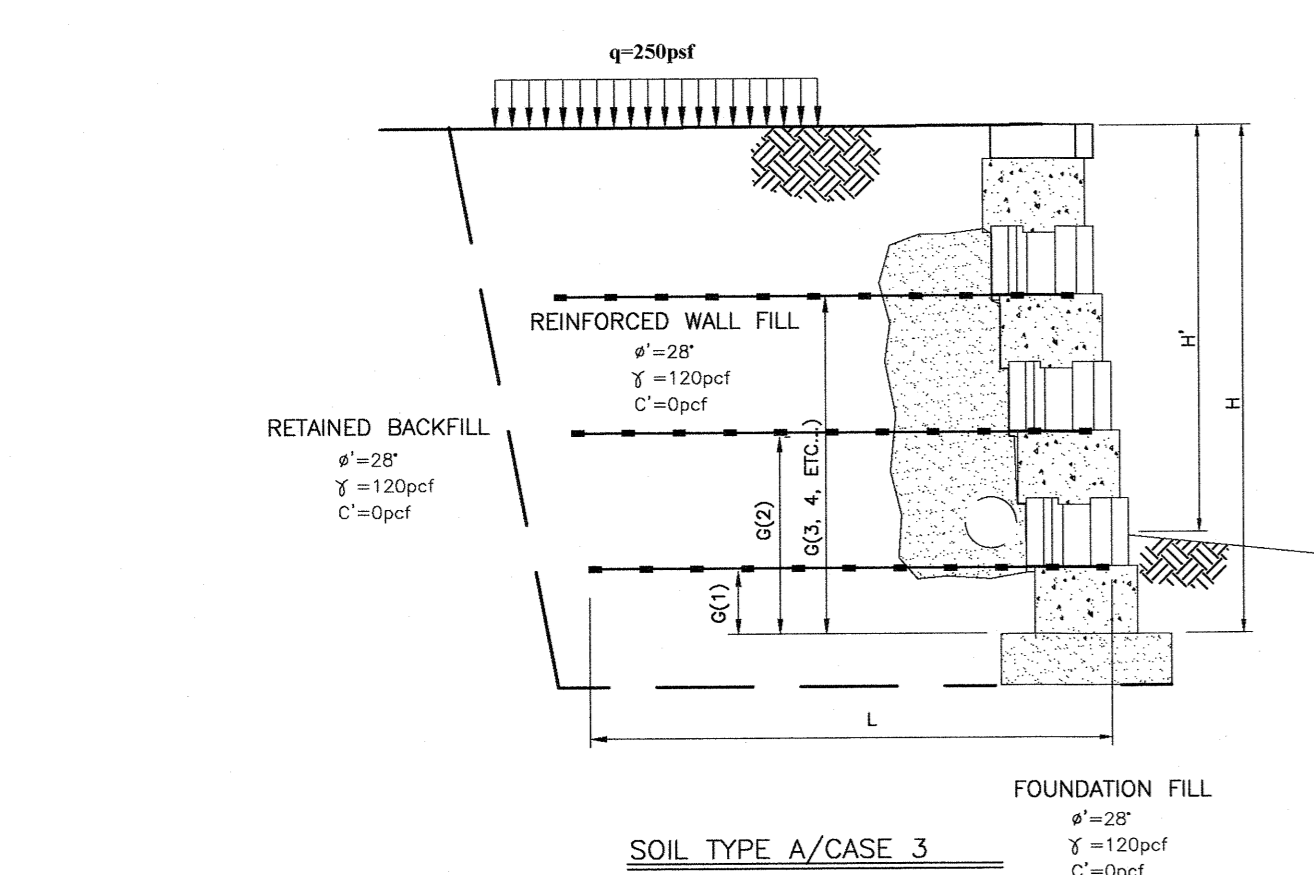 q=250psf
REINFORCED WALL FILL
ø'=28°
γ =120pcf
C'=0pcf
RETAINED BACKFILL
ø'=28°
γ =120pcf
C'=0pcf
G(1)
G(2)
G(3, 4, ETC...)
H'
H
L
FOUNDATION FILL
ø'=28°
γ =120pcf
C'=0pcf
SOIL TYPE A/CASE 3